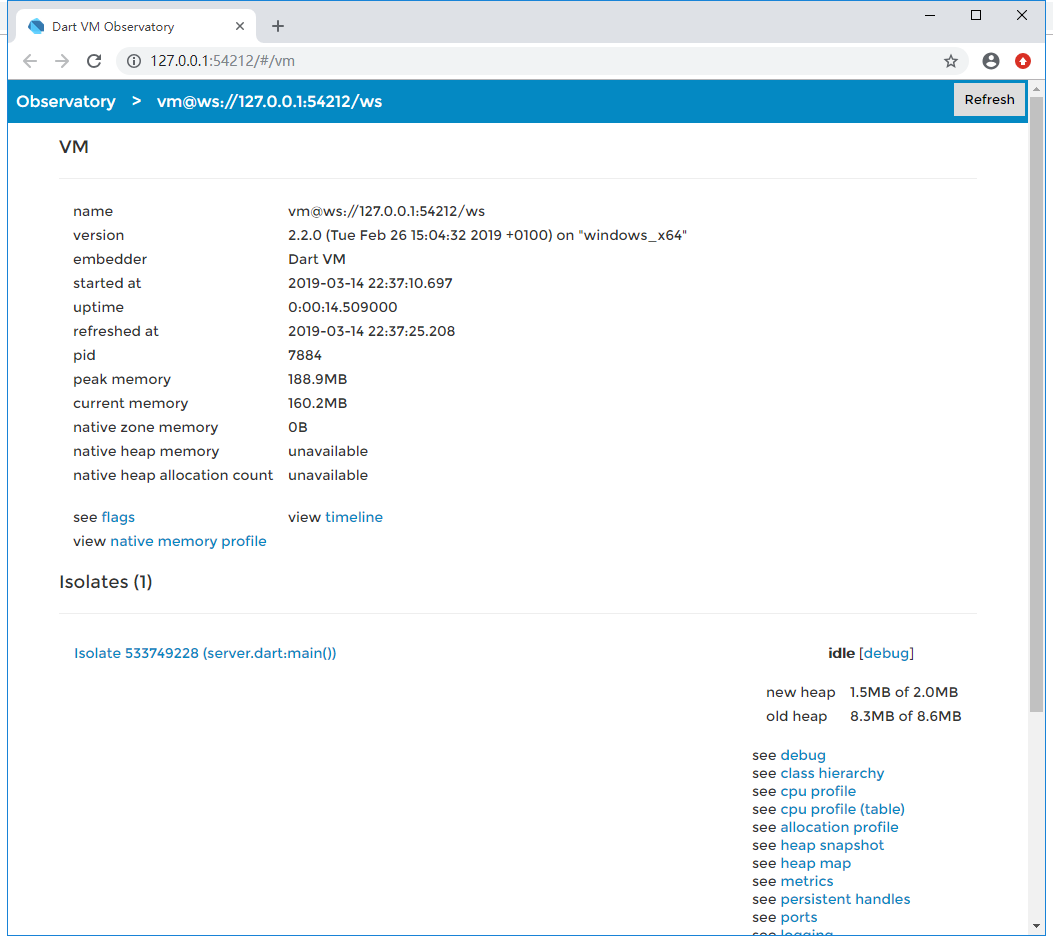 Dart VM Observatory
127.0.0.1:54212/#/vm
Observatory > vm@ws://127.0.0.1:54212/ws Refresh
VM
name vm@ws://127.0.0.1:54212/ws
version 2.2.0 (Tue Feb 26 15:04:32 2019 +0100) on "windows_x64"
embedder Dart VM
started at 2019-03-14 22:37:10.697
uptime 0:00:14.509000
refreshed at 2019-03-14 22:37:25.208
pid 7884
peak memory 188.9MB
current memory 160.2MB
native zone memory 0B
native heap memory unavailable
native heap allocation count unavailable
see flags view timeline
view native memory profile
Isolates (1)
Isolate 533749228 (server.dart:main()) idle [debug]
new heap 1.5MB of 2.0MB
old heap 8.3MB of 8.6MB
see debug
see class hierarchy
see cpu profile
see cpu profile (table)
see allocation profile
see heap snapshot
see heap map
see metrics
see persistent handles
see ports
see logging